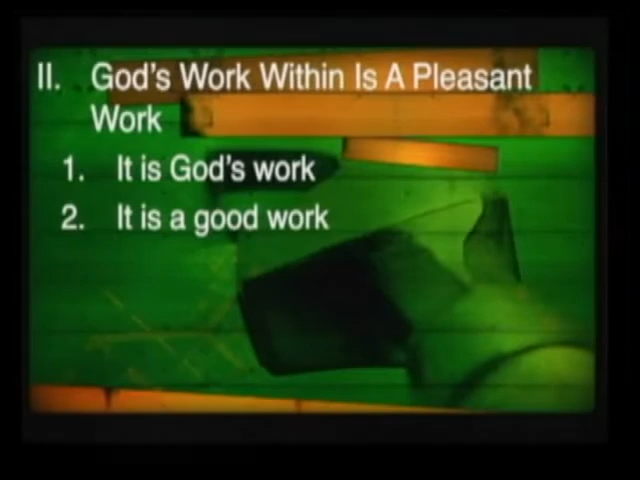 II. God's Work Within Is A Pleasant
Work
1. It is God's work
2. It is a good work